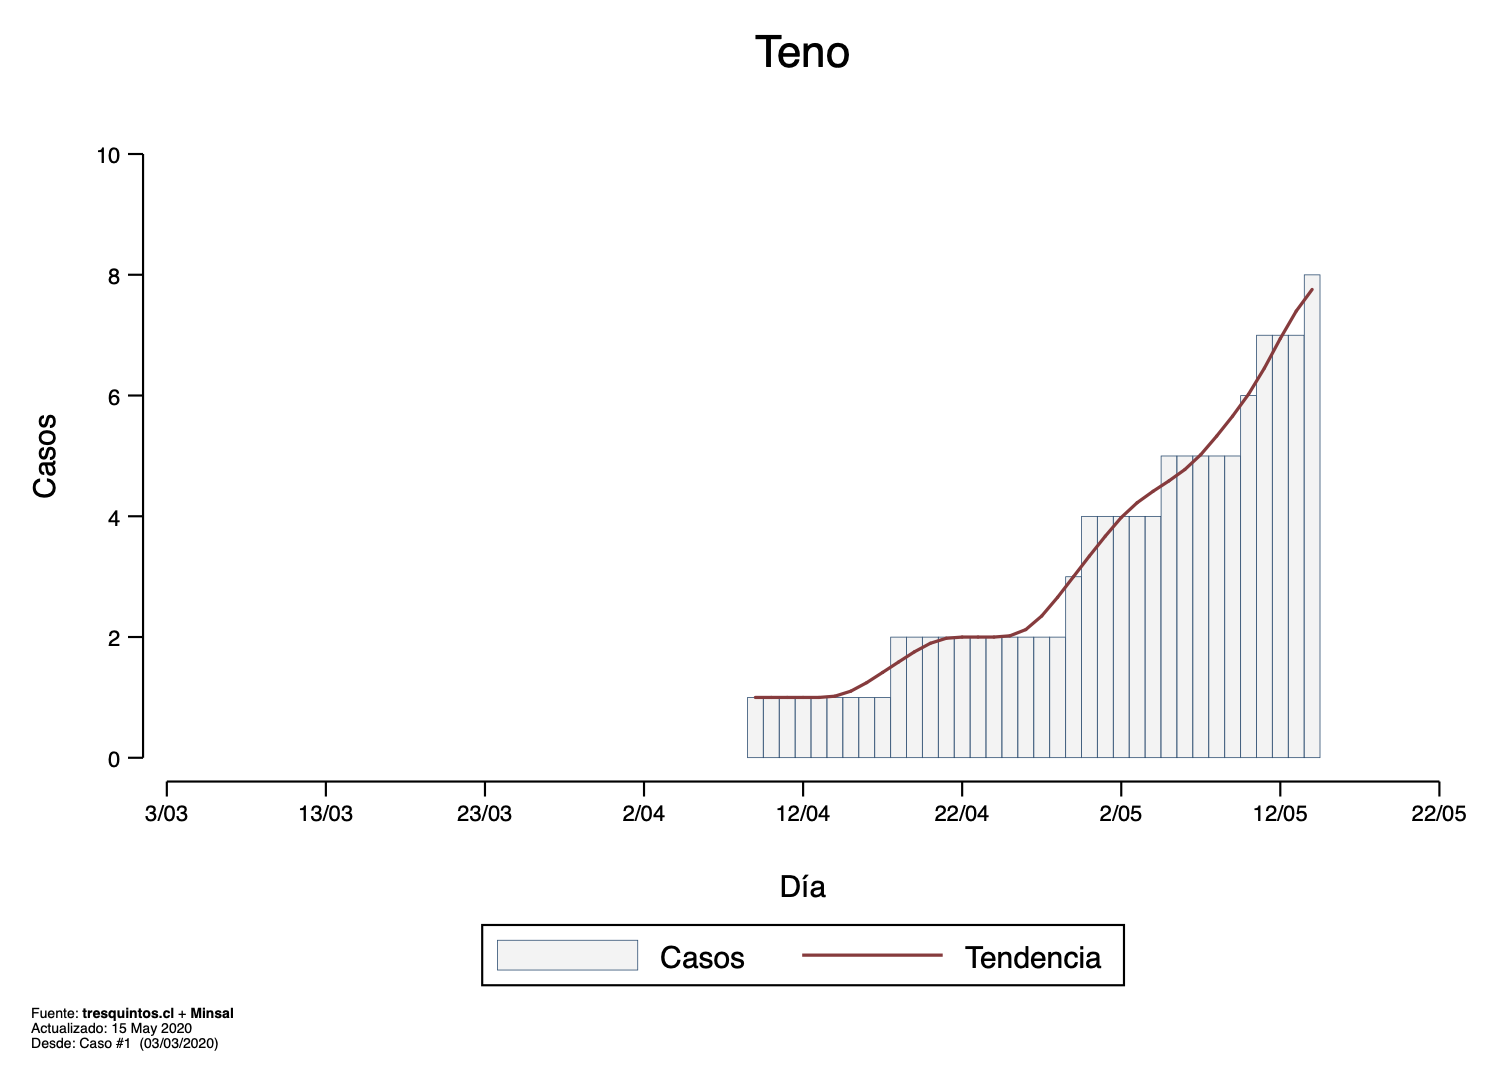 Teno
10
8
6
4
2
0
Casos
3/03 13/03 23/03 2/04 12/04 22/04 2/05 12/05 22/05
Día
Casos Tendencia
Fuente: tresquintos.cl + Minsal
Actualizado: 15 May 2020
Desde: Caso #1 (03/03/2020)